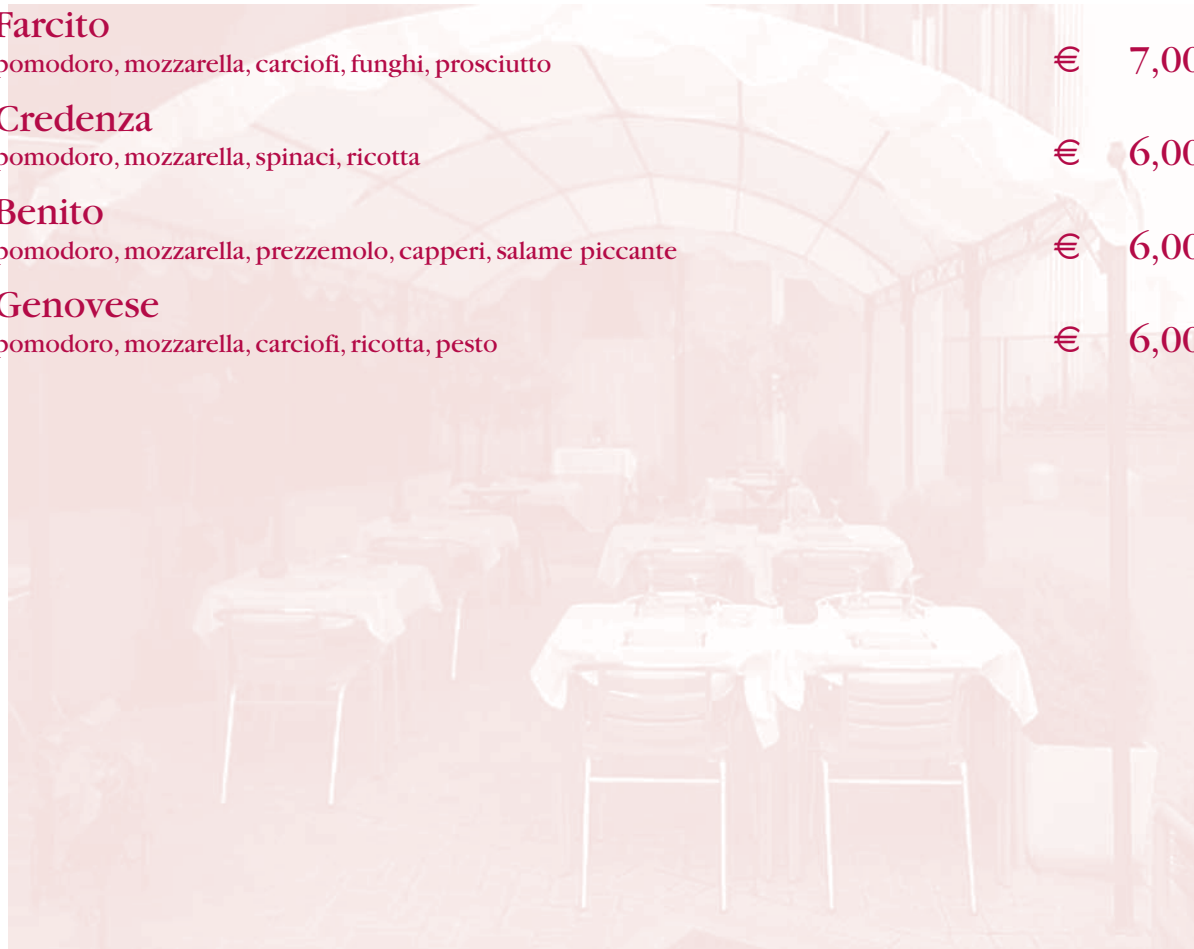 Farcito
pomodoro, mozzarella, carciofi, funghi, prosciutto € 7,00
Credenza
pomodoro, mozzarella, spinaci, ricotta € 6,00
Benito
pomodoro, mozzarella, prezzemolo, capperi, salame piccante € 6,00
Genovese
pomodoro, mozzarella, carciofi, ricotta, pesto € 6,00